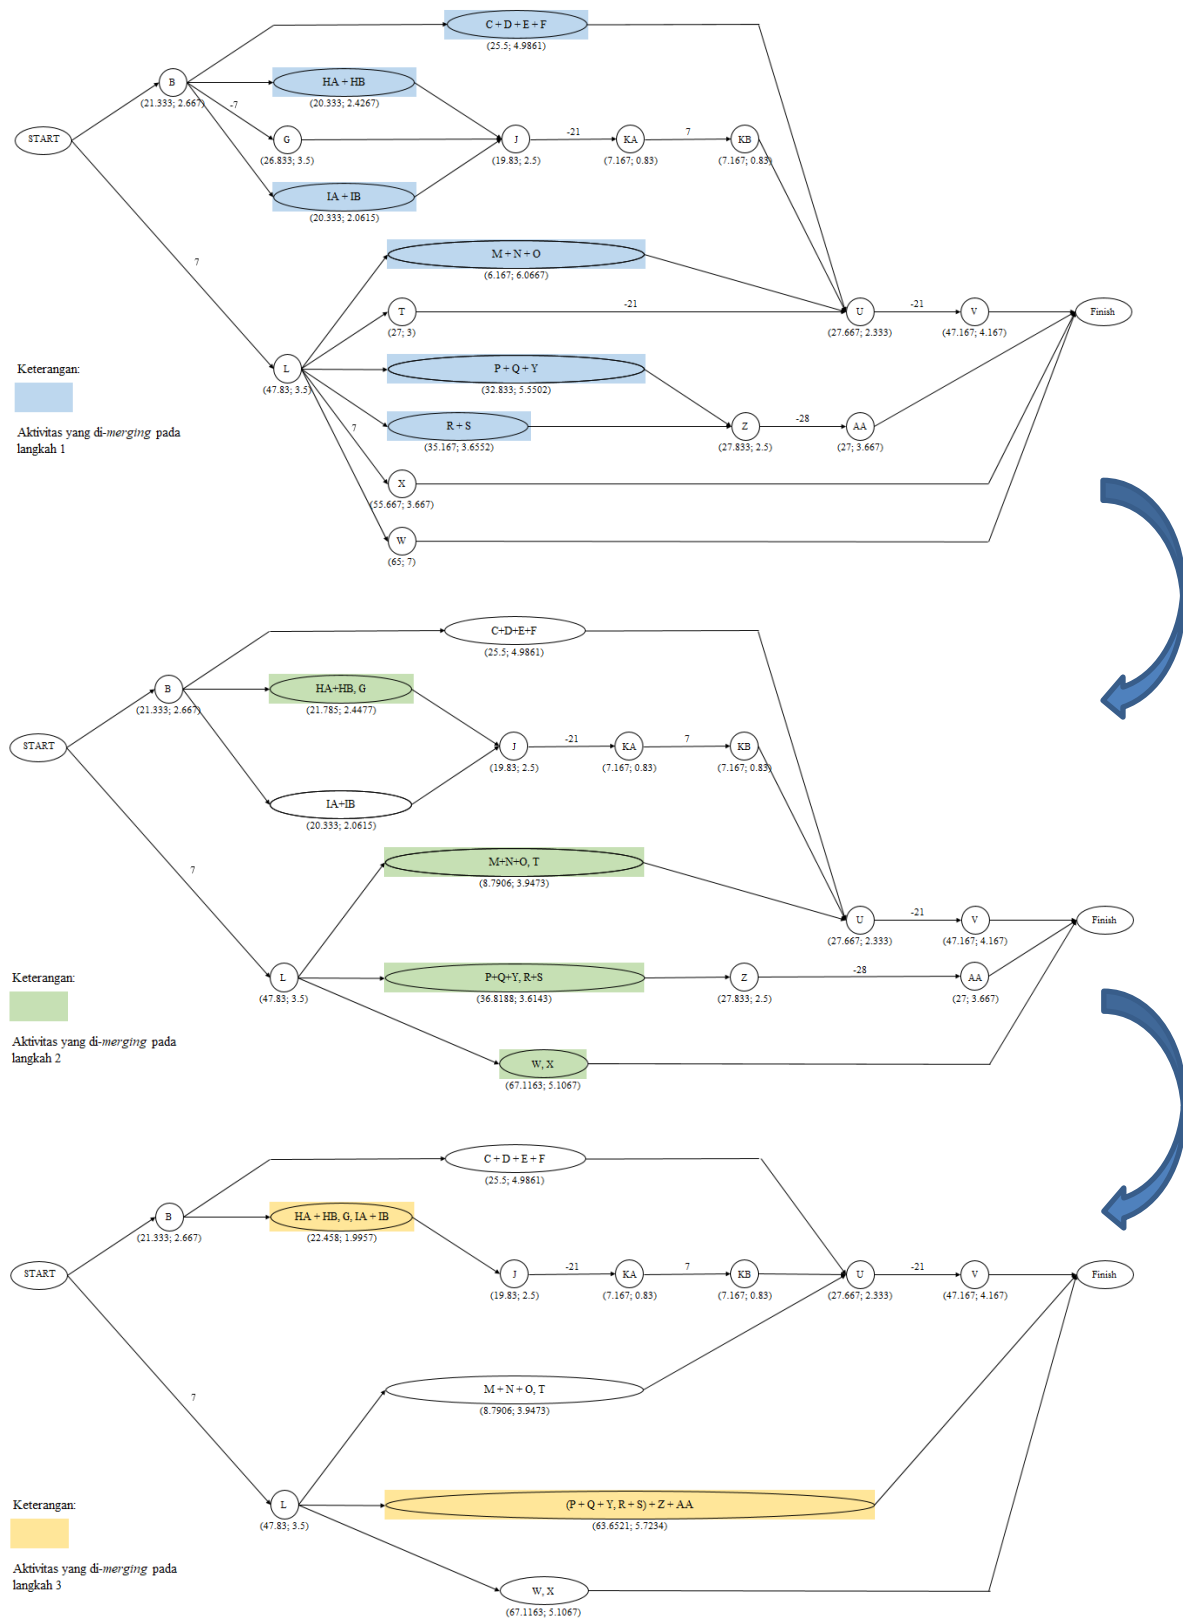 C + D + E + F
(25.5; 4.9861)
B
(21.333; 2.667)
HA + HB
(20.333; 2.4267)
-7
START
G
(26.833; 3.5)
J
(19.83; 2.5)
-21
KA
(7.167; 0.83)
7
KB
(7.167; 0.83)
IA + IB
(20.333; 2.0615)
7
M + N + O
(6.167; 6.0667)
T
(27; 3)
-21
U
(27.667; 2.333)
-21
V
(47.167; 4.167)
Finish
L
(47.83; 3.5)
P + Q + Y
(32.833; 5.5502)
7
R + S
(35.167; 3.6552)
Z
(27.833; 2.5)
-28
AA
(27; 3.667)
X
(55.667; 3.667)
W
(65; 7)
Keterangan:
Aktivitas yang di-merging pada
langkah 1
C+D+E+F
(25.5; 4.9861)
B
(21.333; 2.667)
HA+HB, G
(21.785; 2.4477)
START
J
(19.83; 2.5)
-21
KA
(7.167; 0.83)
7
KB
(7.167; 0.83)
IA+IB
(20.333; 2.0615)
7
M+N+O, T
(8.7906; 3.9473)
U
(27.667; 2.333)
-21
V
(47.167; 4.167)
Finish
L
(47.83; 3.5)
P+Q+Y, R+S
(36.8188; 3.6143)
Z
(27.833; 2.5)
-28
AA
(27; 3.667)
W, X
(67.1163; 5.1067)
Keterangan:
Aktivitas yang di-merging pada
langkah 2
C + D + E + F
(25.5; 4.9861)
B
(21.333; 2.667)
HA + HB, G, IA + IB
(22.458; 1.9957)
START
J
(19.83; 2.5)
-21
KA
(7.167; 0.83)
7
KB
(7.167; 0.83)
U
(27.667; 2.333)
-21
V
(47.167; 4.167)
Finish
7
M + N + O, T
(8.7906; 3.9473)
L
(47.83; 3.5)
(P + Q + Y, R + S) + Z + AA
(63.6521; 5.7234)
W, X
(67.1163; 5.1067)
Keterangan:
Aktivitas yang di-merging pada
langkah 3